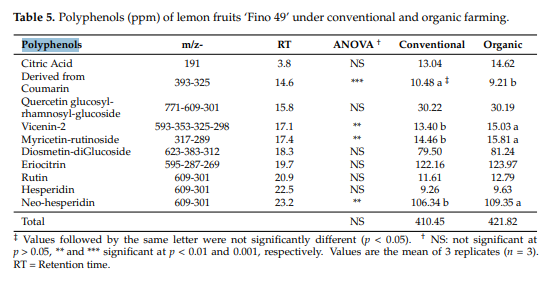 Table 5. Polyphenols (ppm) of lemon fruits ‘Fino 49’ under conventional and organic farming.
Polyphenols m/z- RT ANOVA † Conventional Organic
Citric Acid 191 3.8 NS 13.04 14.62
Derived from Coumarin 393-325 14.6 *** 10.48 a ‡ 9.21 b
Quercetin glucosyl-rhamnosyl-glucoside 771-609-301 15.8 NS 30.22 30.19
Vicenin-2 593-353-325-298 17.1 ** 13.40 b 15.03 a
Myricetin-rutinoside 317-289 17.4 ** 14.46 b 15.81 a
Diosmetin-diGlucoside 623-383-312 18.3 NS 79.50 81.24
Eriocitrin 595-287-269 19.7 NS 122.16 123.97
Rutin 609-301 20.9 NS 11.61 12.79
Hesperidin 609-301 22.5 NS 9.26 9.63
Neo-hesperidin 609-301 23.2 ** 106.34 b 109.35 a
Total NS 410.45 421.82
‡ Values followed by the same letter were not significantly different (p < 0.05). † NS: not significant at
p > 0.05, ** and *** significant at p < 0.01 and 0.001, respectively. Values are the mean of 3 replicates (n = 3).
RT = Retention time.